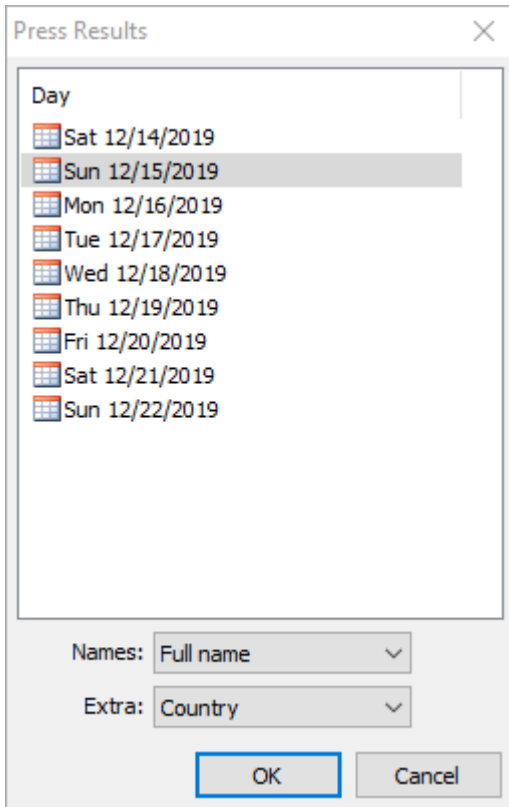 Press Results
Day
Sat 12/14/2019
Sun 12/15/2019
Mon 12/16/2019
Tue 12/17/2019
Wed 12/18/2019
Thu 12/19/2019
Fri 12/20/2019
Sat 12/21/2019
Sun 12/22/2019
Names: Full name
Extra: Country
OK Cancel